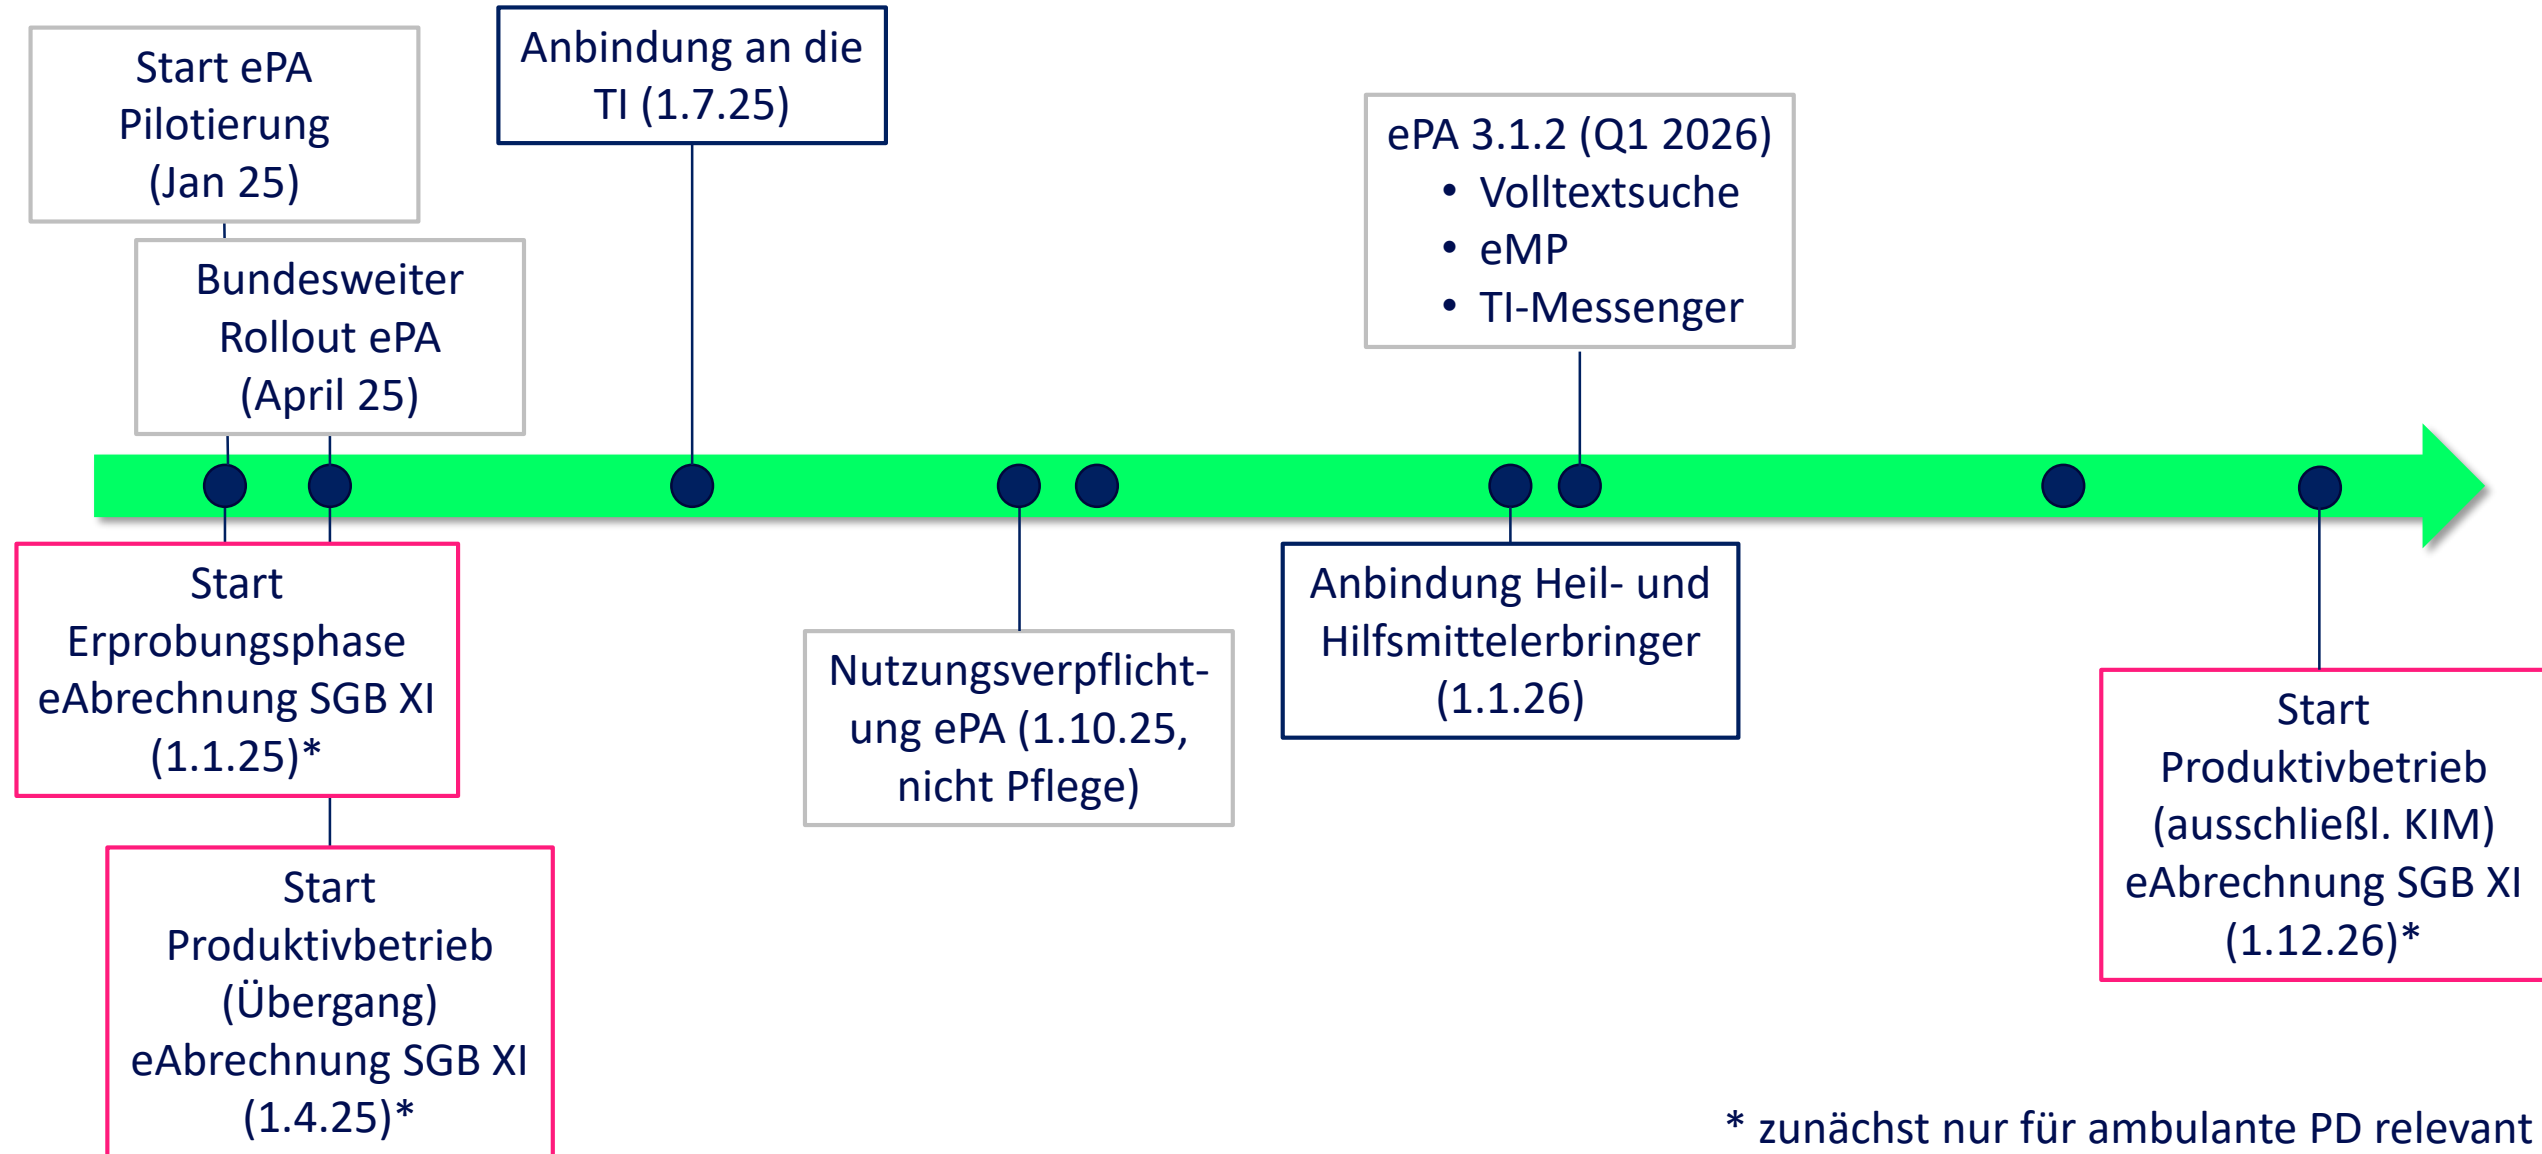 Start ePA
Pilotierung
(Jan 25)
Bundesweiter
Rollout ePA
(April 25)
Anbindung an die
TI (1.7.25)
ePA 3.1.2 (Q1 2026)
• Volltextsuche
• eMP
• TI-Messenger
Start
Erprobungsphase
eAbrechnung SGB XI
(1.1.25)*
Start
Produktivbetrieb
(Übergang)
eAbrechnung SGB XI
(1.4.25)*
Nutzungsverpflicht-
ung ePA (1.10.25,
nicht Pflege)
Anbindung Heil- und
Hilfsmittelerbringer
(1.1.26)
Start
Produktivbetrieb
(ausschließl. KIM)
eAbrechnung SGB XI
(1.12.26)*
* zunächst nur für ambulante PD relevant